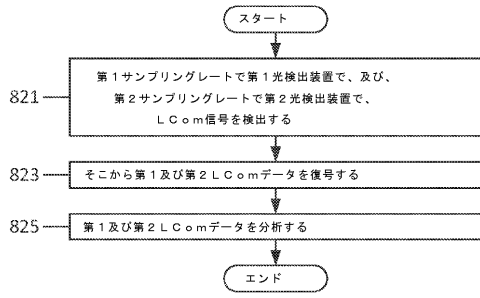 スタート
821
第１サンプリングレートで第１光検出装置で、及び、
第２サンプリングレートで第２光検出装置で、
ＬＣｏｍ信号を検出する
823
そこから第１及び第２ＬＣｏｍデータを復号する
825
第１及び第２ＬＣｏｍデータを分析する
エンド